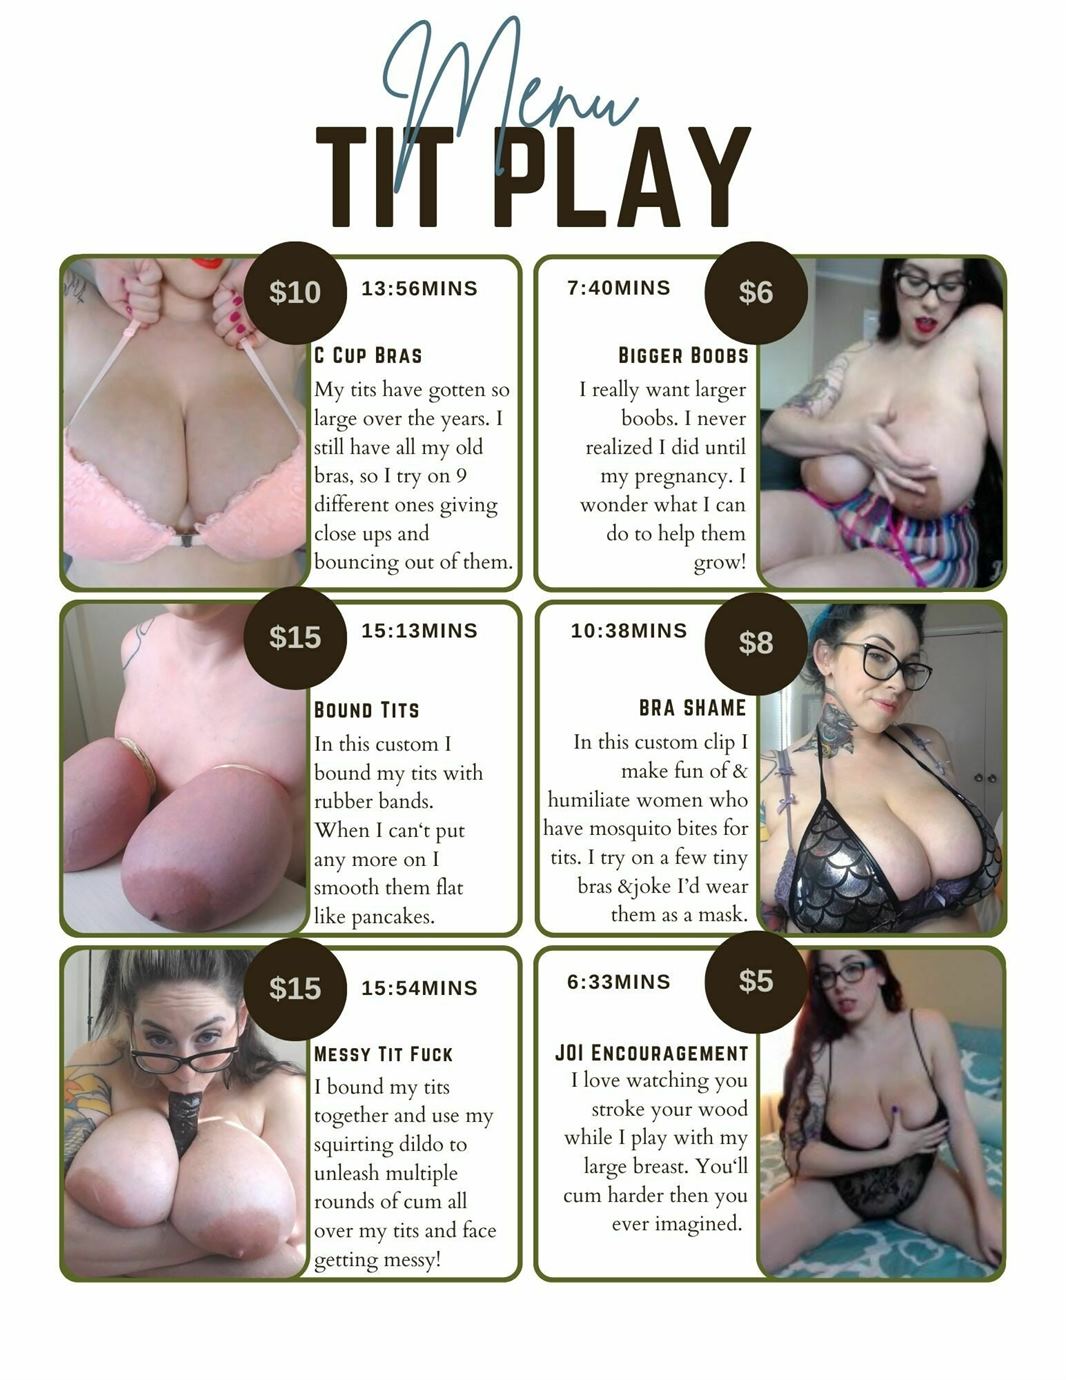 Menu
TIT PLAY
$10
13:56MINS
C Cup Bras
My tits have gotten so
large over the years. I
still have all my old
bras, so I try on 9
different ones giving
close ups and
bouncing out of them.
7:40MINS
$6
Bigger Boobs
I really want larger
boobs. I never
realized I did until
my pregnancy. I
wonder what I can
do to help them
grow!
$15
15:13MINS
Bound Tits
In this custom I
bound my tits with
rubber bands.
When I can't put
any more on I
smooth them flat
like pancakes.
10:38MINS
$8
BRA SHAME
In this custom clip I
make fun of &
humiliate women who
have mosquito bites for
tits. I try on a few tiny
bras &joke I'd wear
them as a mask.
$15
15:54MINS
Messy Tit Fuck
I bound my tits
together and use my
squirting dildo to
unleash multiple
rounds of cum all
over my tits and face
getting messy!
6:33MINS
$5
JOI Encouragement
I love watching you
stroke your wood
while I play with my
large breast. You'll
cum harder then you
ever imagined.